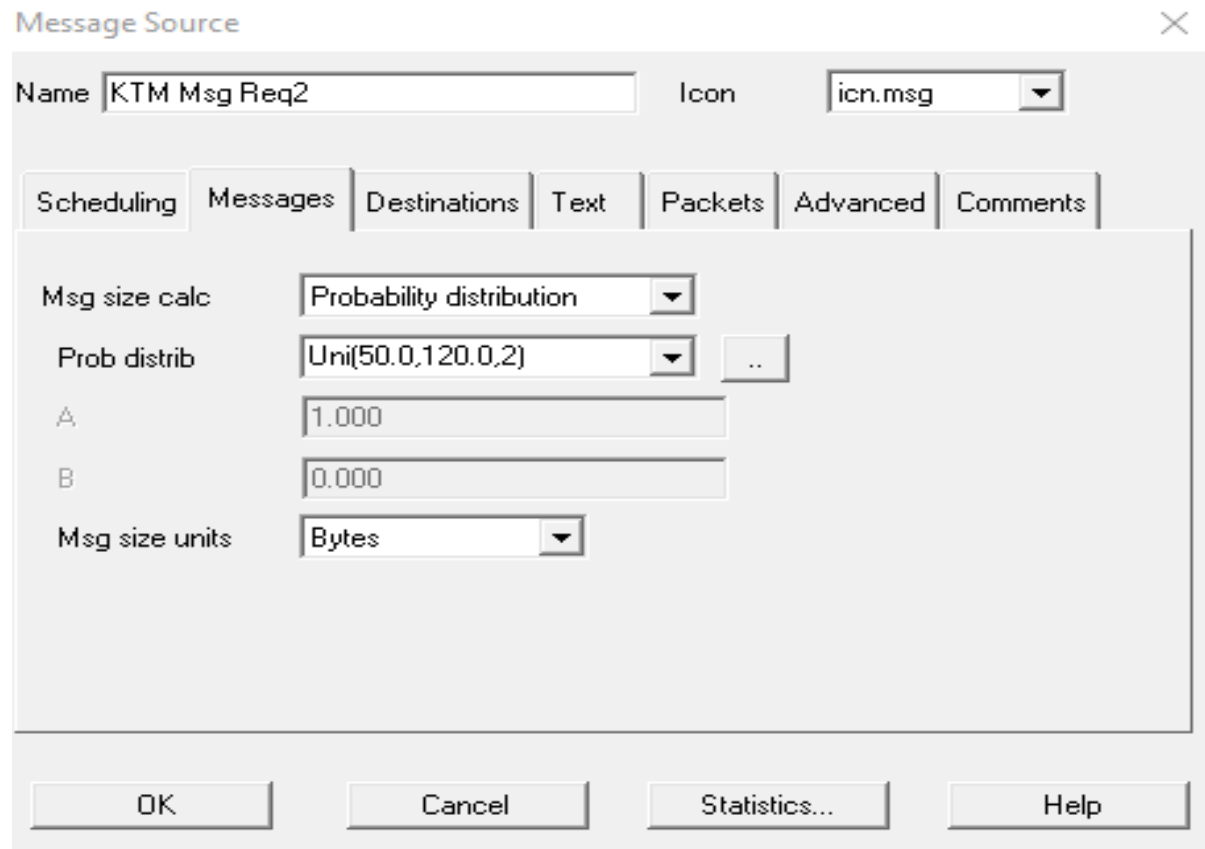 Message Source
Name KTM Msg Req2 Icon icn.msg
Scheduling Messages Destinations Text Packets Advanced Comments
Msg size calc Probability distribution
Prob distrib Uni(50.0,120.0,2) ..
A 1.000
B 0.000
Msg size units Bytes
OK Cancel Statistics... Help